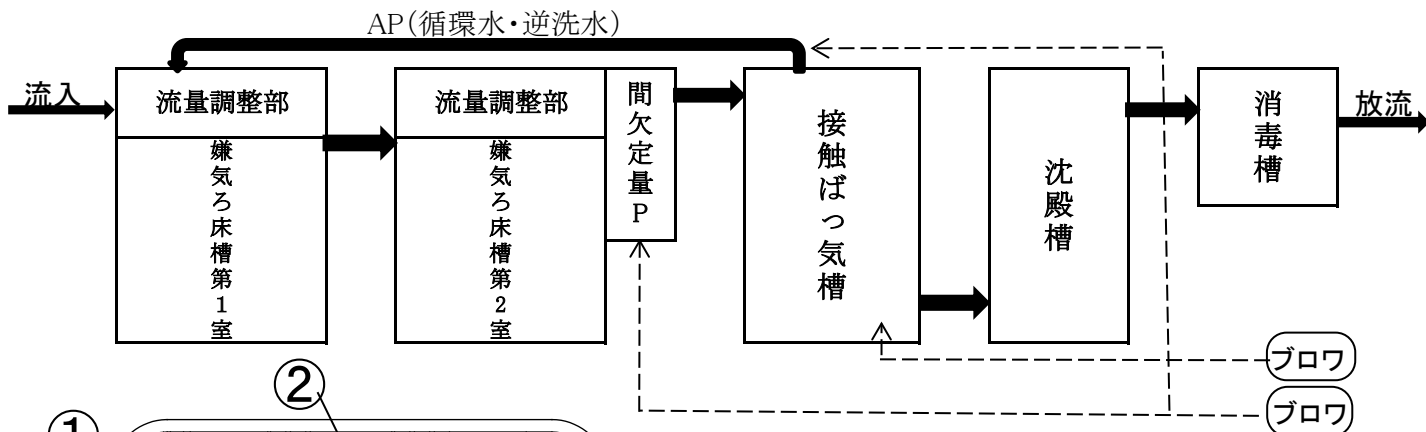 AP(循環水・逆洗水)
流入
流量調整部
嫌気ろ床槽第1室
流量調整部
嫌気ろ床槽第2室
間欠定量P
接触ばっ気槽
沈殿槽
消毒槽
放流
ブロワ
ブロワ
②
①